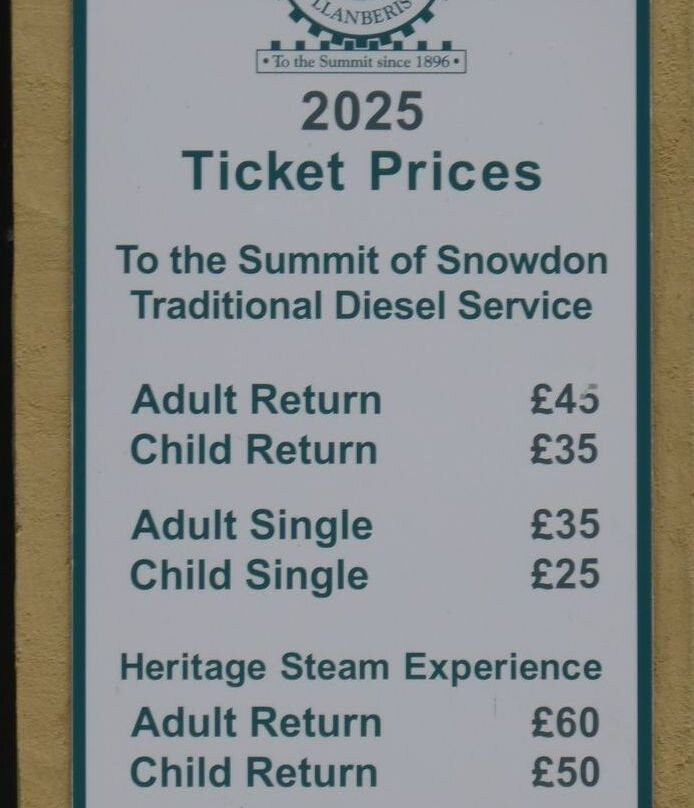 LLANBERIS
• To the Summit since 1896 •
2025
Ticket Prices
To the Summit of Snowdon
Traditional Diesel Service
Adult Return £45
Child Return £35
Adult Single £35
Child Single £25
Heritage Steam Experience
Adult Return £60
Child Return £50